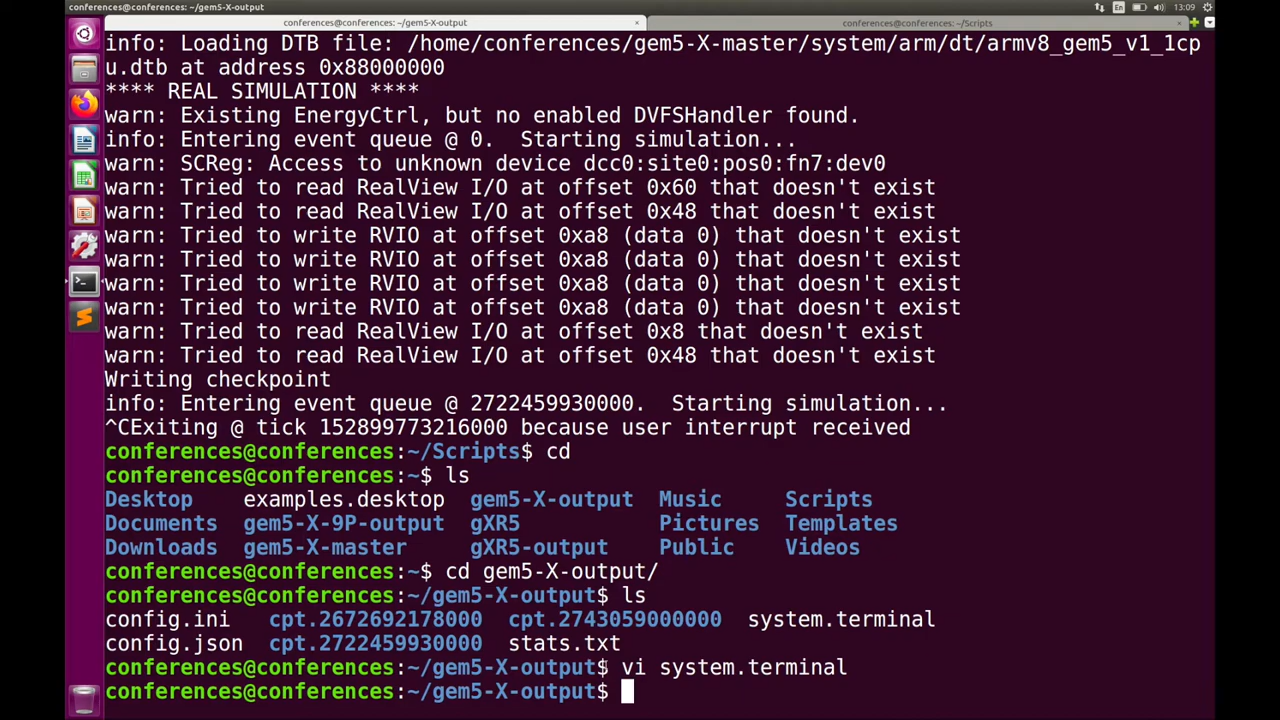 conferences@conferences: ~/gem5-X-output
En
13:09
conferences@conferences: ~/gem5-X-output
conferences@conferences: ~/Scripts
info: Loading DTB file: /home/conferences/gem5-X-master/system/arm/dt/armv8_gem5_v1_1cp
u.dtb at address 0x88000000
**** REAL SIMULATION ****
warn: Existing EnergyCtrl, but no enabled DVFSHandler found.
info: Entering event queue @ 0.  Starting simulation...
warn: SCReg: Access to unknown device dcc0:site0:pos0:fn7:dev0
warn: Tried to read RealView I/O at offset 0x60 that doesn't exist
warn: Tried to read RealView I/O at offset 0x48 that doesn't exist
warn: Tried to write RVIO at offset 0xa8 (data 0) that doesn't exist
warn: Tried to write RVIO at offset 0xa8 (data 0) that doesn't exist
warn: Tried to write RVIO at offset 0xa8 (data 0) that doesn't exist
warn: Tried to write RVIO at offset 0xa8 (data 0) that doesn't exist
warn: Tried to read RealView I/O at offset 0x8 that doesn't exist
warn: Tried to read RealView I/O at offset 0x48 that doesn't exist
Writing checkpoint
info: Entering event queue @ 2722459930000.  Starting simulation...
^CExiting @ tick 152899773216000 because user interrupt received
conferences@conferences:~/Scripts$ cd
conferences@conferences:~$ ls
Desktop    examples.desktop  gem5-X-output  Music     Scripts
Documents  gem5-X-9P-output  gXR5           Pictures  Templates
Downloads  gem5-X-master     gXR5-output    Public    Videos
conferences@conferences:~$ cd gem5-X-output/
conferences@conferences:~/gem5-X-output$ ls
config.ini   cpt.2672692178000  cpt.2743059000000  system.terminal
config.json  cpt.2722459930000  stats.txt
conferences@conferences:~/gem5-X-output$ vi system.terminal
conferences@conferences:~/gem5-X-output$